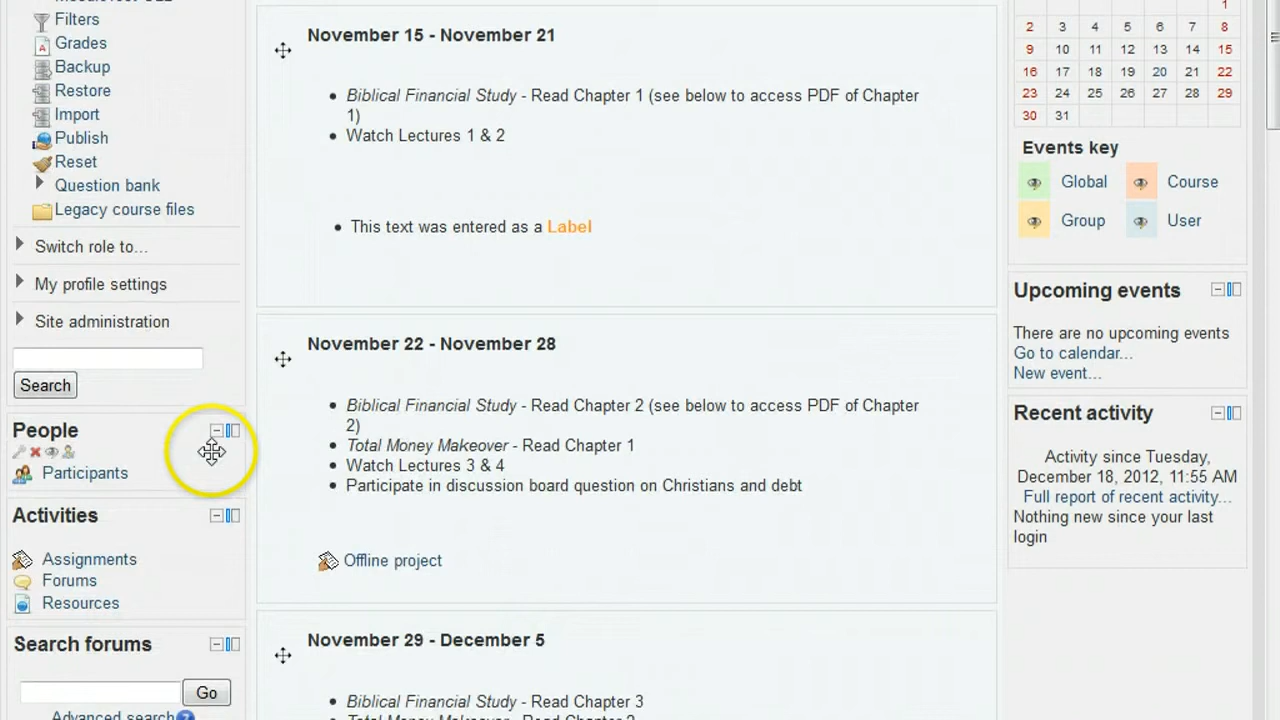 Filters
Grades
Backup
Restore
Import
Publish
Reset
Question bank
Legacy course files
Switch role to...
My profile settings
Site administration
Search
People
Participants
Activities
Assignments
Forums
Resources
Search forums
Go
Advanced search
November 15 - November 21
Biblical Financial Study - Read Chapter 1 (see below to access PDF of Chapter
1)
Watch Lectures 1 & 2
This text was entered as a Label
November 22 - November 28
Biblical Financial Study - Read Chapter 2 (see below to access PDF of Chapter
2)
Total Money Makeover - Read Chapter 1
Watch Lectures 3 & 4
Participate in discussion board question on Christians and debt
Offline project
November 29 - December 5
Biblical Financial Study - Read Chapter 3
Total Money Makeover - Read Chapter 2
1
2 3 4 5 6 7 8
9 10 11 12 13 14 15
16 17 18 19 20 21 22
23 24 25 26 27 28 29
30 31
Events key
Global Course
Group User
Upcoming events
There are no upcoming events
Go to calendar...
New event...
Recent activity
Activity since Tuesday,
December 18, 2012, 11:55 AM
Full report of recent activity...
Nothing new since your last
login